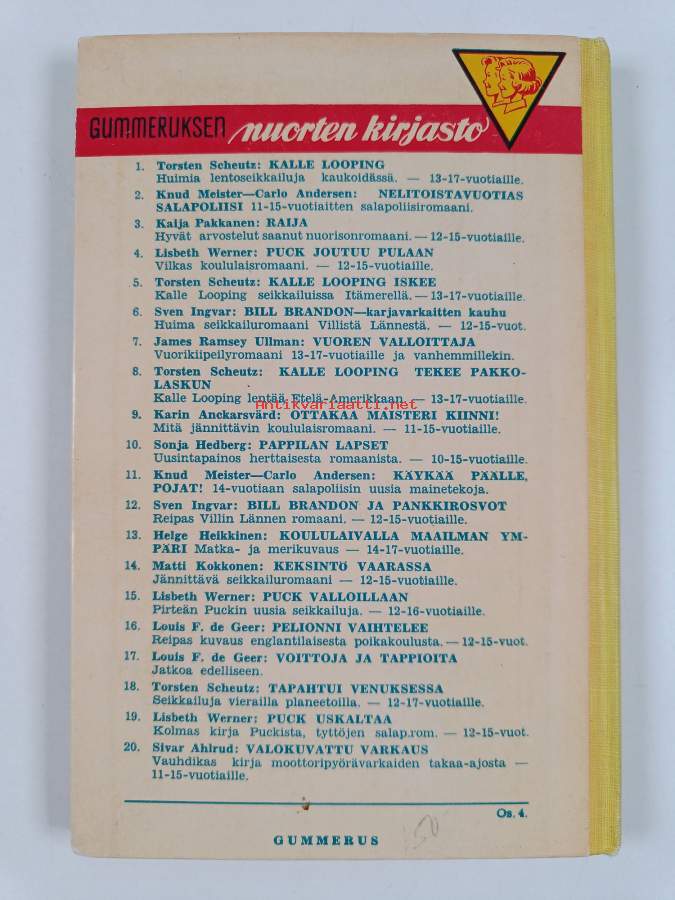 GUMMERUKSEN nuorten kirjasto
1. Torsten Scheutz: KALLE LOOPING
Huimia lentoseikkailuja kaukoidässä. — 13-17-vuotiaille.
2. Knud Meister—Carlo Andersen: NELITOISTAVUOTIAS
SALAPOLIISI 11-15-vuotiaitten salapoliisiromaani.
3. Kaija Pakkanen: RAIJA
Hyvät arvostelut saanut nuorisonromaani. — 12-15-vuotiaille.
4. Lisbeth Werner: PUCK JOUTUU PULAAN
Vilkas koululaisromaani. — 12-15-vuotiaille.
5. Torsten Scheutz: KALLE LOOPING ISKEE
Kalle Looping seikkailuissa Itämerellä. — 13-17-vuotiaille.
6. Sven Ingvar: BILL BRANDON—karjavarkaitten kauhu
Huima seikkailuromaani Villistä Lännestä. — 12-15-vuot.
7. James Ramsey Ullman: VUOREN VALLOITTAJA
Vuorikiipeilyromaani 13-17-vuotiaille ja vanhemmillekin.
8. Torsten Scheutz: KALLE LOOPING TEKEE PAKKO-
LASKUN
Kalle Looping lentää Etelä-Amerikkaan. — 13-17-vuotiaille.
antikvariaatti.net
9. Karin Anckarsvärd: OTTAKAA MAISTERI KIINNI!
Mitä jännittävin koululaisromaani. — 11-15-vuotiaille.
10. Sonja Hedberg: PAPPILAN LAPSET
Uusintapainos herttaisesta romaanista. — 10-15-vuotiaille.
11. Knud Meister—Carlo Andersen: KÄYKÄÄ PÄÄLLE,
POJAT! 14-vuotiaan salapoliisin uusia mainetekoja.
12. Sven Ingvar: BILL BRANDON JA PANKKIROSVOT
Reipas Villin Lännen romaani. — 12-15-vuotiaille.
13. Helge Heikkinen: KOULULAIVALLA MAAILMAN YM-
PÄRI Matka- ja merikuvaus — 14-17-vuotiaille.
14. Matti Kokkonen: KEKSINTÖ VAARASSA
Jännittävä seikkailuromaani — 12-15-vuotiaille.
15. Lisbeth Werner: PUCK VALLOILLAAN
Pirteän Puckin uusia seikkailuja. — 12-16-vuotiaille.
16. Louis F. de Geer: PELIONNI VAIHTELEE
Reipas kuvaus englantilaisesta poikakoulusta. — 12-15-vuot.
17. Louis F. de Geer: VOITTOJA JA TAPPIOITA
Jatkoa edelliseen.
18. Torsten Scheutz: TAPAHTUI VENUKSESSA
Seikkailuja vierailla planeetoilla. — 12-17-vuotiaille.
19. Lisbeth Werner: PUCK USKALTAA
Kolmas kirja Puckista, tyttöjen salap.rom. — 12-15-vuot.
20. Sivar Ahlrud: VALOKUVATTU VARKAUS
Vauhdikas kirja moottoripyörävarkaiden takaa-ajosta —
11-15-vuotiaille.
Os. 4.
GUMMERUS